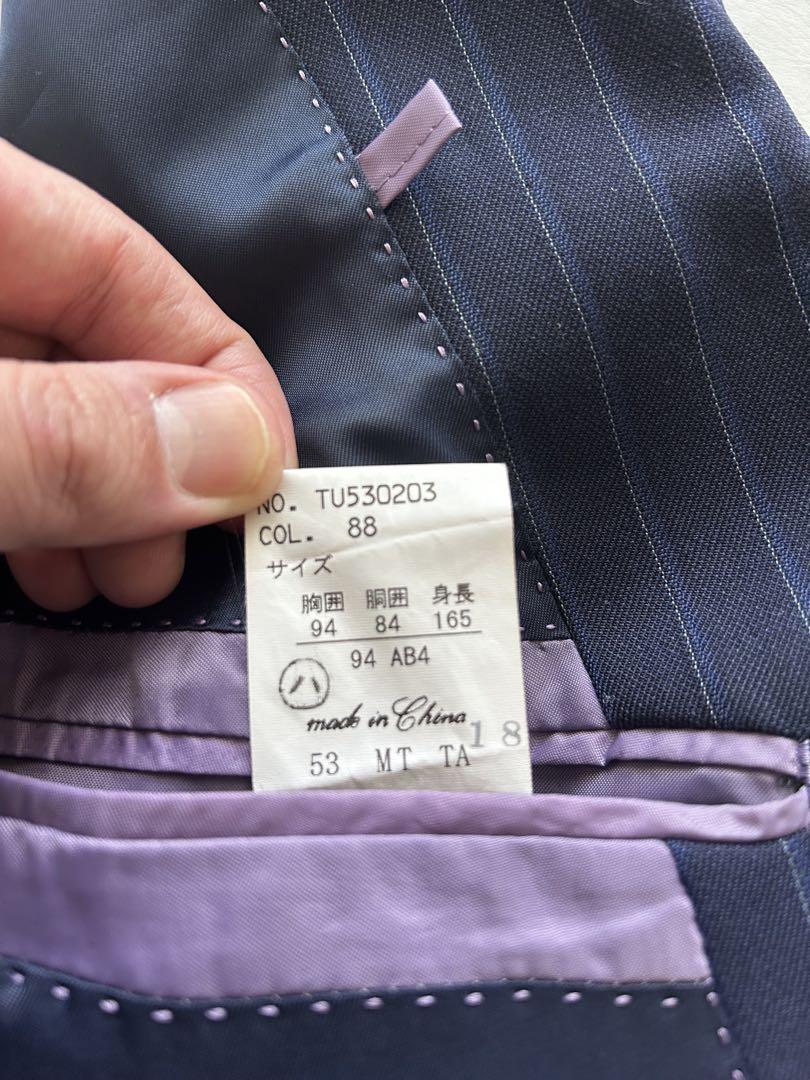 NO. TU530203
COL. 88
サイズ
胸囲 胴囲 身長
94 84 165
94 AB4
八
made in China
53 MT TA 18